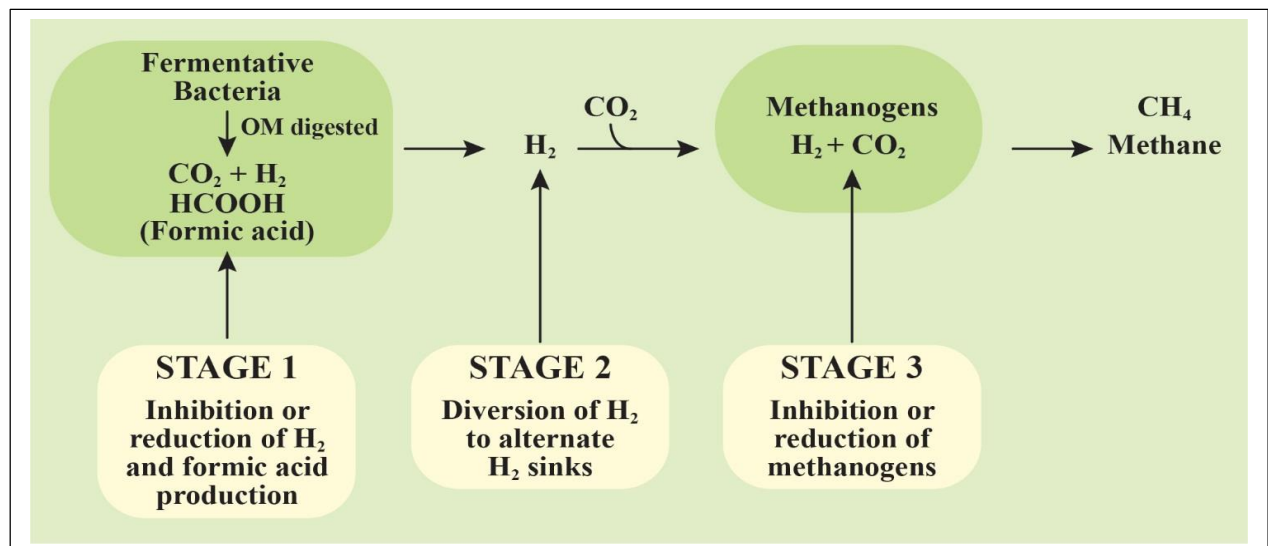 Fermentative
Bacteria
OM digested
CO₂ + H₂
HCOOH
(Formic acid)
H₂
CO₂
Methanogens
H₂ + CO₂
CH₄
Methane
STAGE 1
Inhibition or
reduction of H₂
and formic acid
production
STAGE 2
Diversion of H₂
to alternate
H₂ sinks
STAGE 3
Inhibition or
reduction of
methanogens